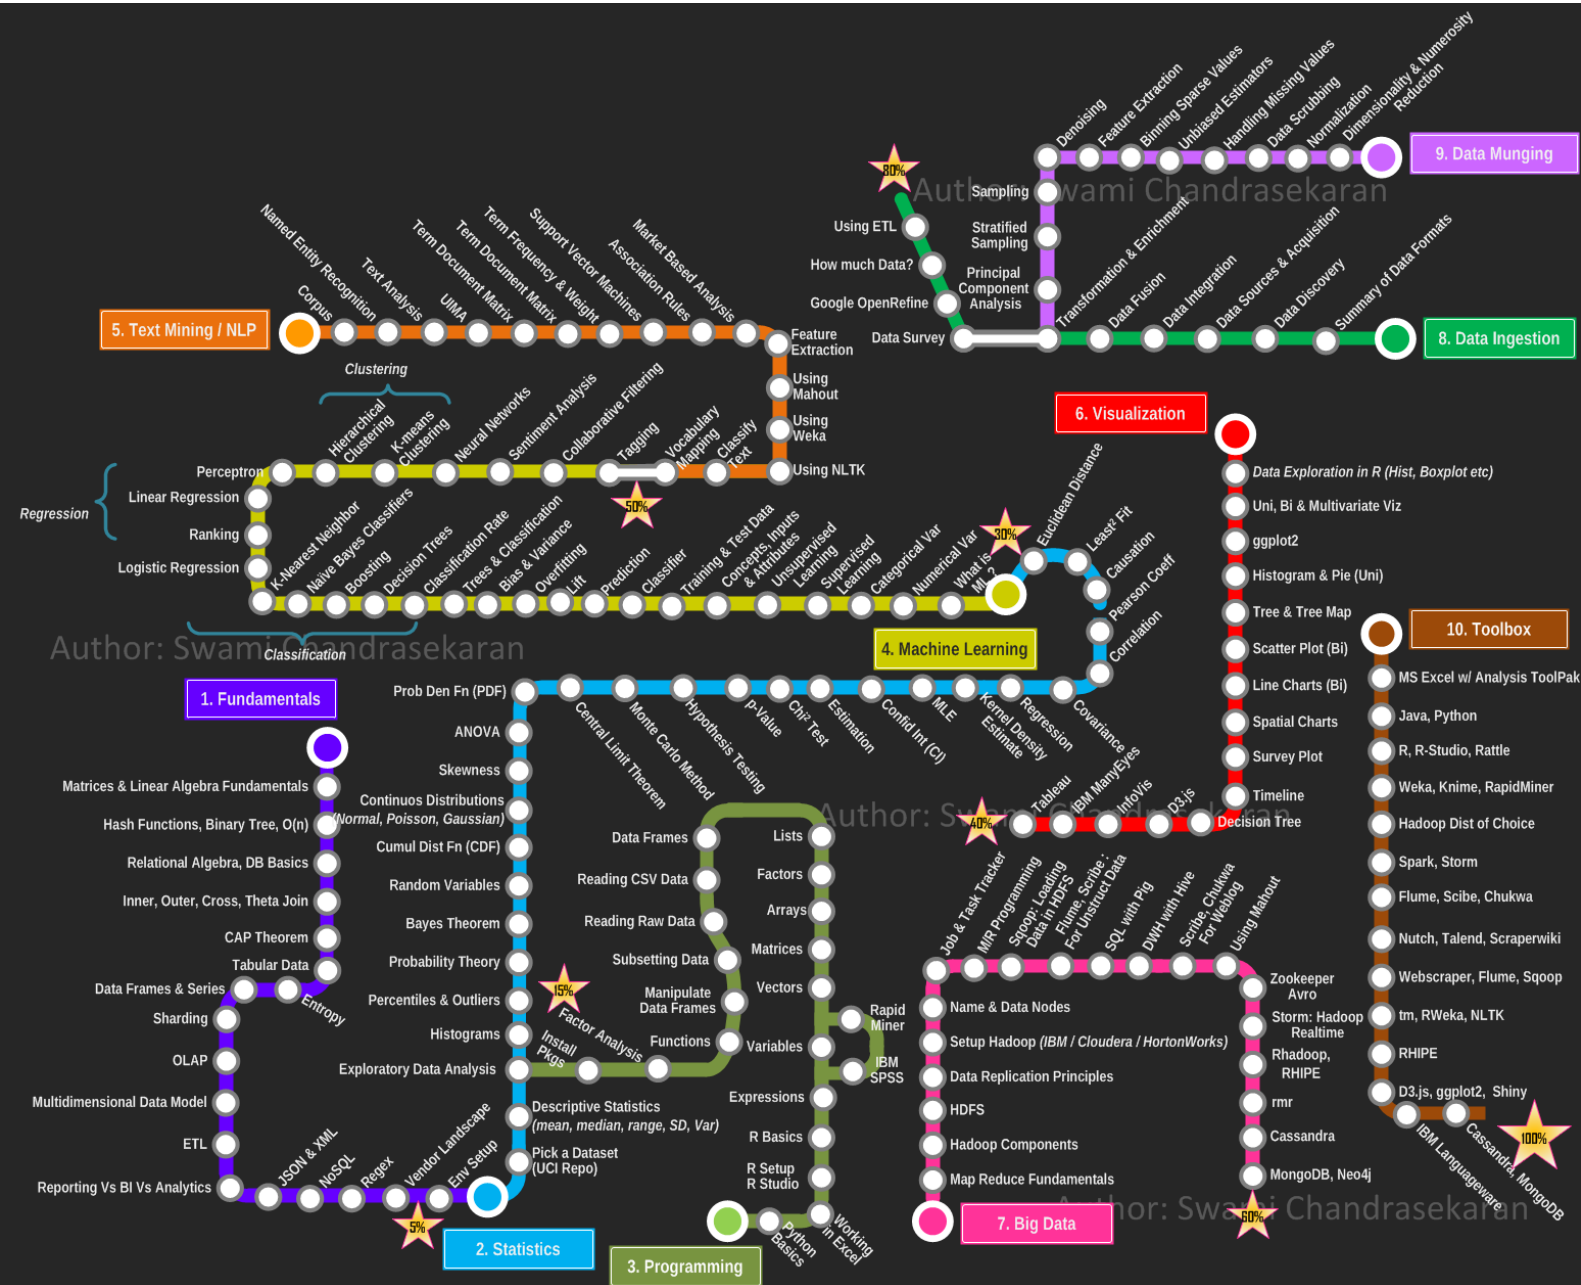 Dimensionality & Numerosity
Reduction
Normalization
Data Scrubbing
Handling Missing Values
Unbiased Estimators
Binning Sparse Values
Feature Extraction
Denoising
9. Data Munging
80%
Author: Swami Chandrasekaran
Sampling
Stratified
Sampling
Principal
Component
Analysis
Using ETL
How much Data?
Google OpenRefine
Data Survey
Transformation & Enrichment
Data Fusion
Data Integration
Data Sources & Acquisition
Data Discovery
Summary of Data Formats
8. Data Ingestion
5. Text Mining / NLP
Corpus
Named Entity Recognition
Text Analysis
UIMA
Term Document Matrix
Term Document Matrix
Term Frequency & Weight
Support Vector Machines
Association Rules
Market Based Analysis
Feature
Extraction
Using
Mahout
Using
Weka
Using NLTK
Classify
Text
Vocabulary
Mapping
50%
Tagging
Collaborative Filtering
Sentiment Analysis
Neural Networks
Clustering
K-means
Clustering
Hierarchical
Clustering
Perceptron
Linear Regression
Regression
Ranking
Logistic Regression
K-Nearest Neighbor
Naïve Bayes Classifiers
Boosting
Decision Trees
Classification Rate
Trees & Classification
Bias & Variance
Overfitting
Lift
Prediction
Classifier
Training & Test Data
Concepts, Inputs
& Attributes
Unsupervised
Learning
Supervised
Learning
Categorical Var
Numerical Var
What is
ML?
Classification
Author: Swami Chandrasekaran
30%
4. Machine Learning
Euclidean Distance
Least² Fit
Causation
Pearson Coeff
Correlation
Covariance
Regression
Kernel Density
Estimate
MLE
Confid Int (CI)
Estimation
Chi² Test
p-Value
Hypothesis Testing
Monte Carlo Method
Central Limit Theorem
Prob Den Fn (PDF)
ANOVA
Skewness
Continuos Distributions
(Normal, Poisson, Gaussian)
Cumul Dist Fn (CDF)
Random Variables
Bayes Theorem
Probability Theory
Percentiles & Outliers
Histograms
Exploratory Data Analysis
Descriptive Statistics
(mean, median, range, SD, Var)
Pick a Dataset
(UCI Repo)
2. Statistics
1. Fundamentals
Matrices & Linear Algebra Fundamentals
Hash Functions, Binary Tree, O(n)
Relational Algebra, DB Basics
Inner, Outer, Cross, Theta Join
CAP Theorem
Tabular Data
Entropy
Data Frames & Series
Sharding
OLAP
Multidimensional Data Model
ETL
Reporting Vs BI Vs Analytics
JSON & XML
NoSQL
Regex
Vendor Landscape
Env Setup
5%
15%
Install
Pkgs
Factor Analysis
Functions
Manipulate
Data Frames
Subsetting Data
Reading Raw Data
Reading CSV Data
Data Frames
Lists
Factors
Arrays
Matrices
Vectors
Rapid
Miner
Variables
IBM
SPSS
Expressions
R Basics
R Setup
R Studio
Working
in Excel
Python
Basics
3. Programming
6. Visualization
Data Exploration in R (Hist, Boxplot etc)
Uni, Bi & Multivariate Viz
ggplot2
Histogram & Pie (Uni)
Tree & Tree Map
Scatter Plot (Bi)
Line Charts (Bi)
Spatial Charts
Survey Plot
Timeline
Decision Tree
D3.js
InfoVis
IBM ManyEyes
Tableau
40%
Author: Swami Chandrasekaran
Job & Task Tracker
M/R Programming
Sqoop: Loading
Data in HDFS
Flume, Scribe :
For Unstruct Data
SQL with Pig
DWH with Hive
Scribe, Chukwa
For Weblog
Using Mahout
Zookeeper
Avro
Storm: Hadoop
Realtime
Rhadoop,
RHIPE
rmr
Cassandra
MongoDB, Neo4j
60%
Name & Data Nodes
Setup Hadoop (IBM / Cloudera / HortonWorks)
Data Replication Principles
HDFS
Hadoop Components
Map Reduce Fundamentals
7. Big Data
Author: Swami Chandrasekaran
10. Toolbox
MS Excel w/ Analysis ToolPak
Java, Python
R, R-Studio, Rattle
Weka, Knime, RapidMiner
Hadoop Dist of Choice
Spark, Storm
Flume, Scibe, Chukwa
Nutch, Talend, Scraperwiki
Webscraper, Flume, Sqoop
tm, RWeka, NLTK
RHIPE
D3.js, ggplot2, Shiny
IBM Languageware
Cassandra, MongoDB
100%